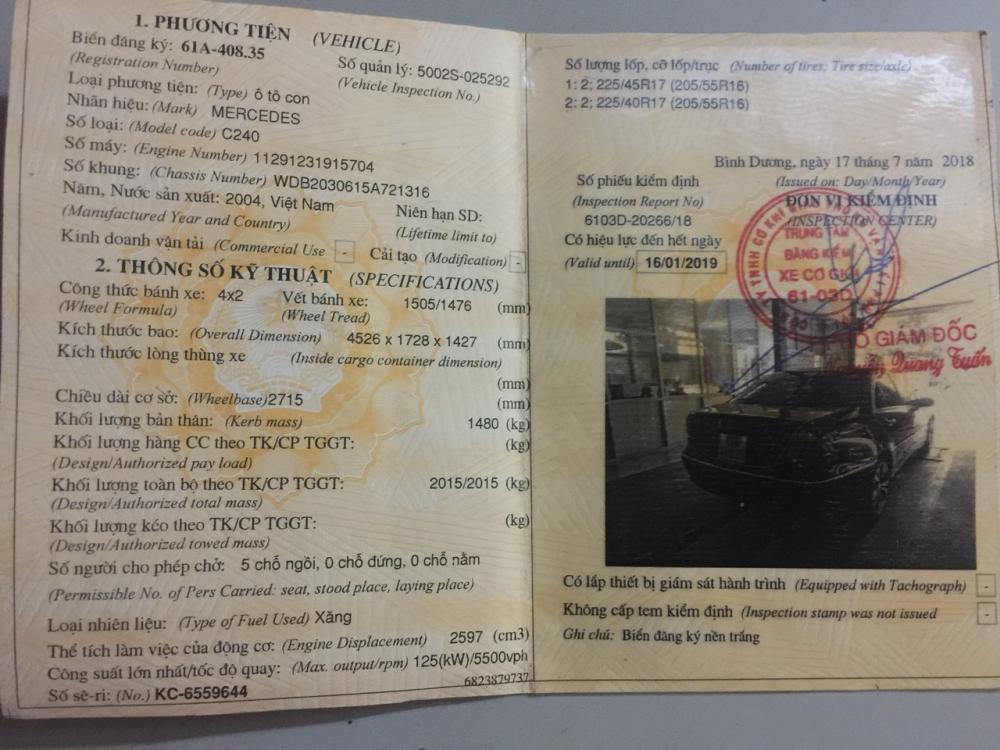 1. PHƯƠNG TIỆN (VEHICLE)
Biển đăng ký: 61A-408.35
(Registration Number)
Số quản lý: 5002S-025292
(Vehicle Inspection No.)
Loại phương tiện: (Type) ô tô con
Nhãn hiệu: (Mark) MERCEDES
Số loại: (Model code) C240
Số máy: (Engine Number) 11291231915704
Số khung: (Chassis Number) WDB2030615A721316
Năm, Nước sản xuất: 2004, Việt Nam
(Manufactured Year and Country)
Niên hạn SD:
(Lifetime limit to)
Kinh doanh vận tải (Commercial Use - Cải tạo (Modification) -
2. THÔNG SỐ KỸ THUẬT (SPECIFICATIONS)
Công thức bánh xe: 4x2
(Wheel Formula)
Vết bánh xe: 1505/1476 (mm)
(Wheel Tread)
Kích thước bao: (Overall Dimension) 4526 x 1728 x 1427 (mm)
Kích thước lòng thùng xe (Inside cargo container dimension)
(mm)
Chiều dài cơ sở: (Wheelbase)2715 (mm)
Khối lượng bản thân: (Kerb mass) 1480 (kg)
Khối lượng hàng CC theo TK/CP TGGT: (kg)
(Design/Authorized pay load)
Khối lượng toàn bộ theo TK/CP TGGT: 2015/2015 (kg)
(Design/Authorized total mass)
Khối lượng kéo theo TK/CP TGGT: (kg)
(Design/Authorized towed mass)
Số người cho phép chở: 5 chỗ ngồi, 0 chỗ đứng, 0 chỗ nằm
(Permissible No. of Pers Carried: seat, stood place, laying place)
Loại nhiên liệu: (Type of Fuel Used) Xăng
Thể tích làm việc của động cơ: (Engine Displacement) 2597 (cm3)
Công suất lớn nhất/tốc độ quay: (Max. output/rpm) 125(kW)/5500vph
6823879737
Số sê-ri: (No.) KC-6559644
Số lượng lốp, cỡ lốp/trục (Number of tires; Tire size/axle)
1: 2; 225/45R17 (205/55R16)
2: 2; 225/40R17 (205/55R16)
Bình Dương, ngày 17 tháng 7 năm 2018
(Issued on: Day/Month/Year)
Số phiếu kiểm định
(Inspection Report No)
6103D-20266/18
ĐƠN VỊ KIỂM ĐỊNH
(INSPECTION CENTER)
Có hiệu lực đến hết ngày
(Valid until) 16/01/2019
TRUNG TÂM
ĐĂNG KIỂM
XE CƠ GIỚI
61-03D
GIÁM ĐỐC
Quang Tuấn
Có lắp thiết bị giám sát hành trình (Equipped with Tachograph) -
Không cấp tem kiểm định (Inspection stamp was not issued -
Ghi chú: Biển đăng ký nền trắng